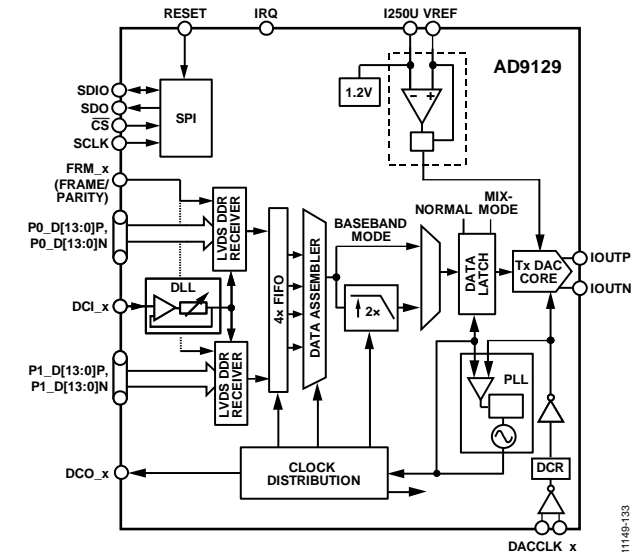 RESET
IRQ
I250U VREF
AD9129
1.2V
SDIO
SDO
CS
SCLK
SPI
FRM_x
(FRAME/
PARITY)
P0_D[13:0]P,
P0_D[13:0]N
LVDS DDR
RECEIVER
DLL
DCI_x
P1_D[13:0]P,
P1_D[13:0]N
LVDS DDR
RECEIVER
4× FIFO
DATA ASSEMBLER
BASEBAND
MODE
2×
NORMAL
MIX-
MODE
DATA
LATCH
Tx DAC
CORE
IOUTP
IOUTN
PLL
DCO_x
CLOCK
DISTRIBUTION
DCR
DACCLK_x
11149-133